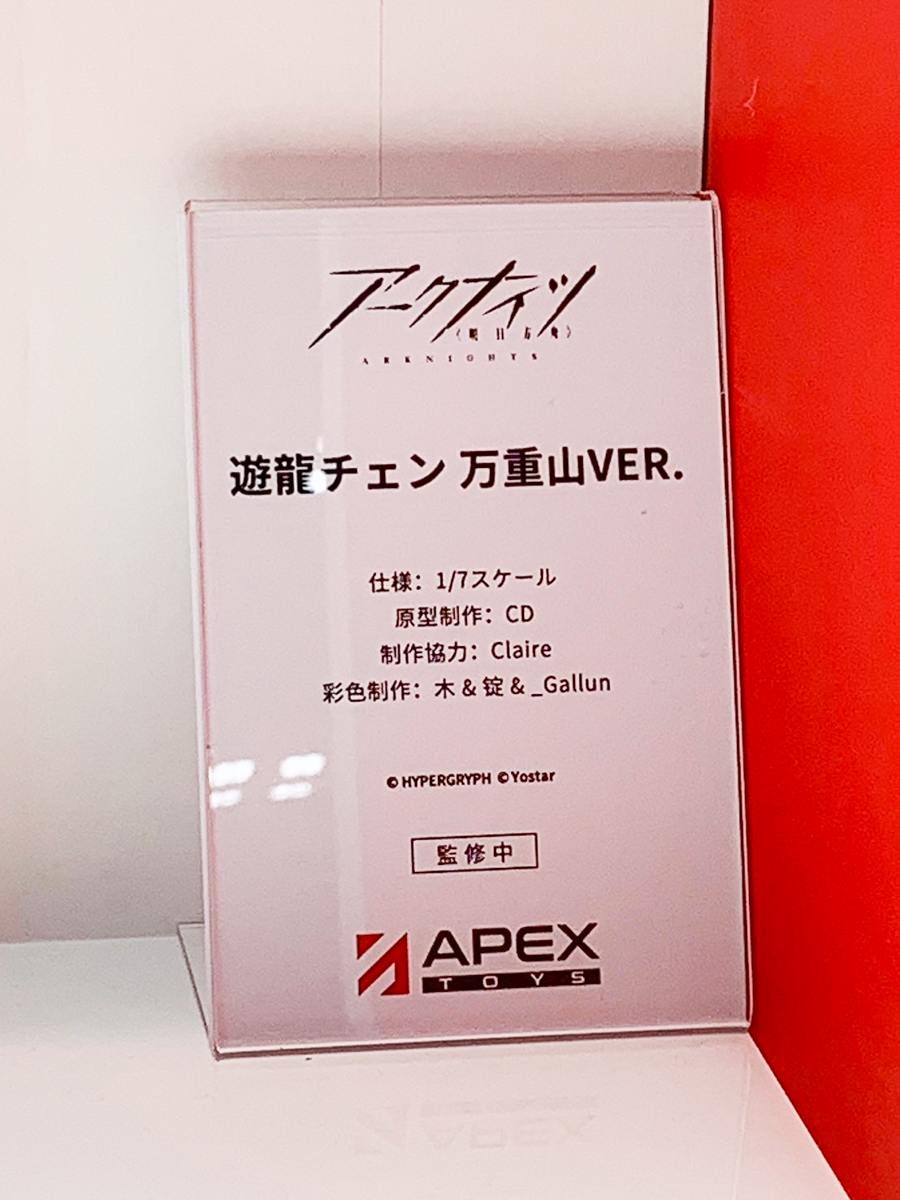 アークナイツ
《明日方舟》
ARKNIGHTS
遊龍チェン 万重山VER.
仕様：1/7スケール
原型制作：CD
制作協力：Claire
彩色制作：木 & 锭 & _Gallun
© HYPERGRYPH © Yostar
監修中
APEX
TOYS